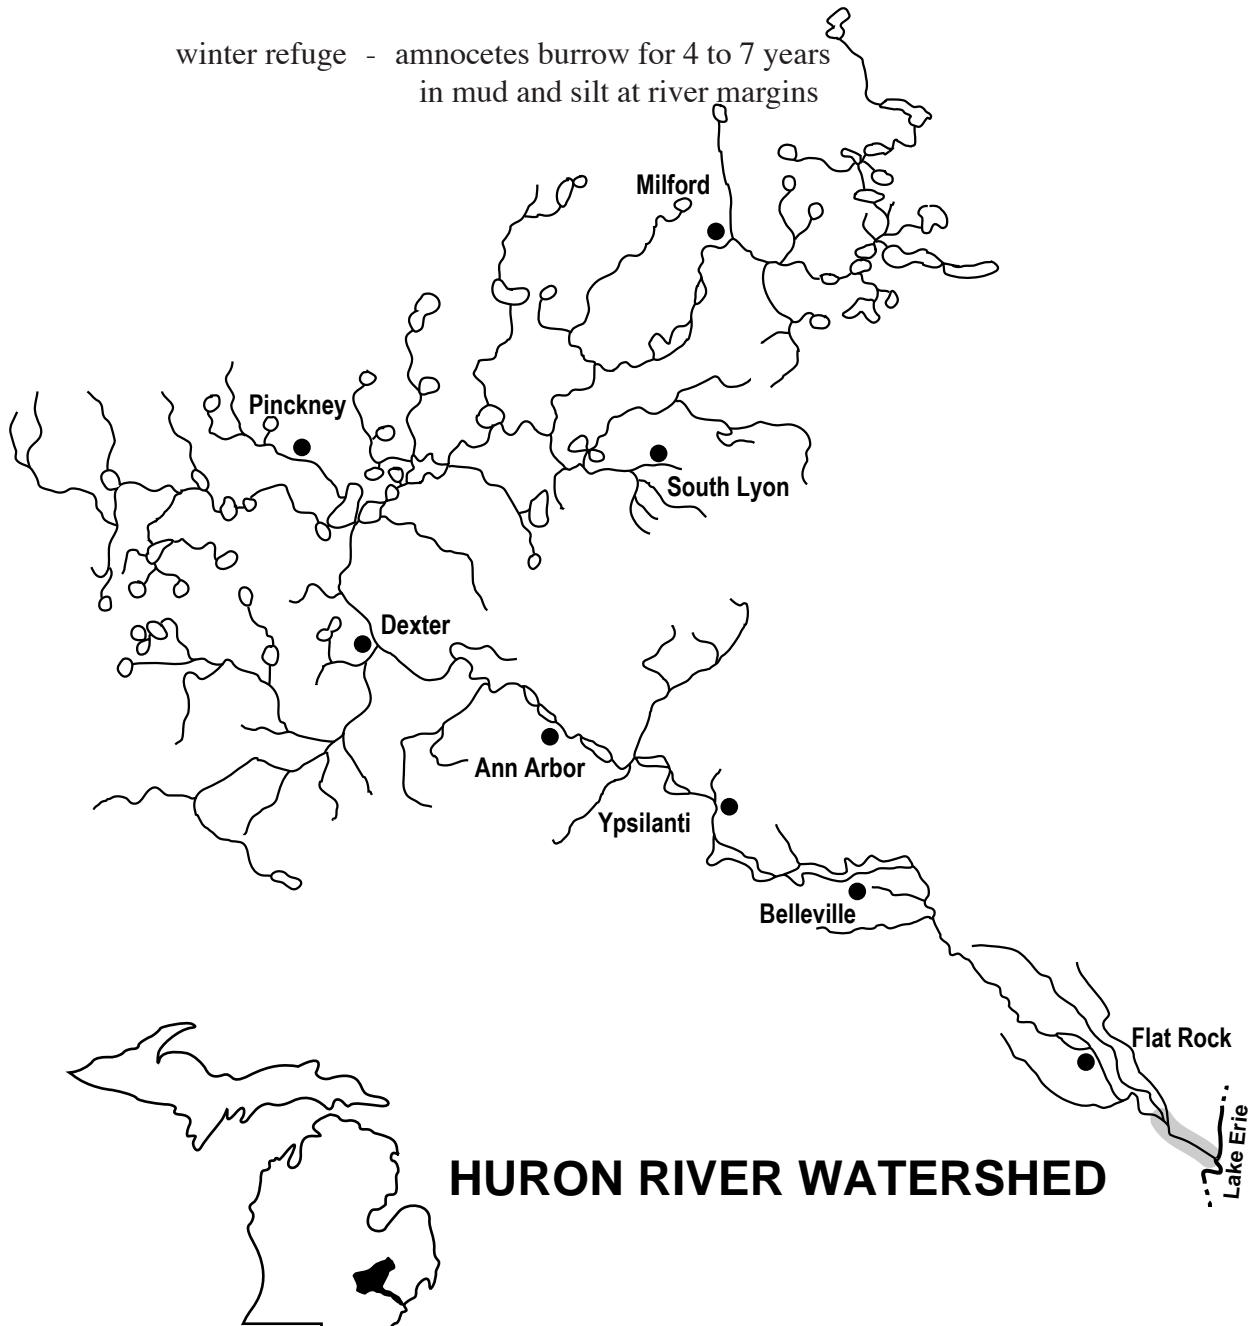 winter refuge - amnocetes burrow for 4 to 7 years
in mud and silt at river margins
Milford
Pinckney
South Lyon
Dexter
Ann Arbor
Ypsilanti
Belleville
Flat Rock
Lake Erie
HURON RIVER WATERSHED